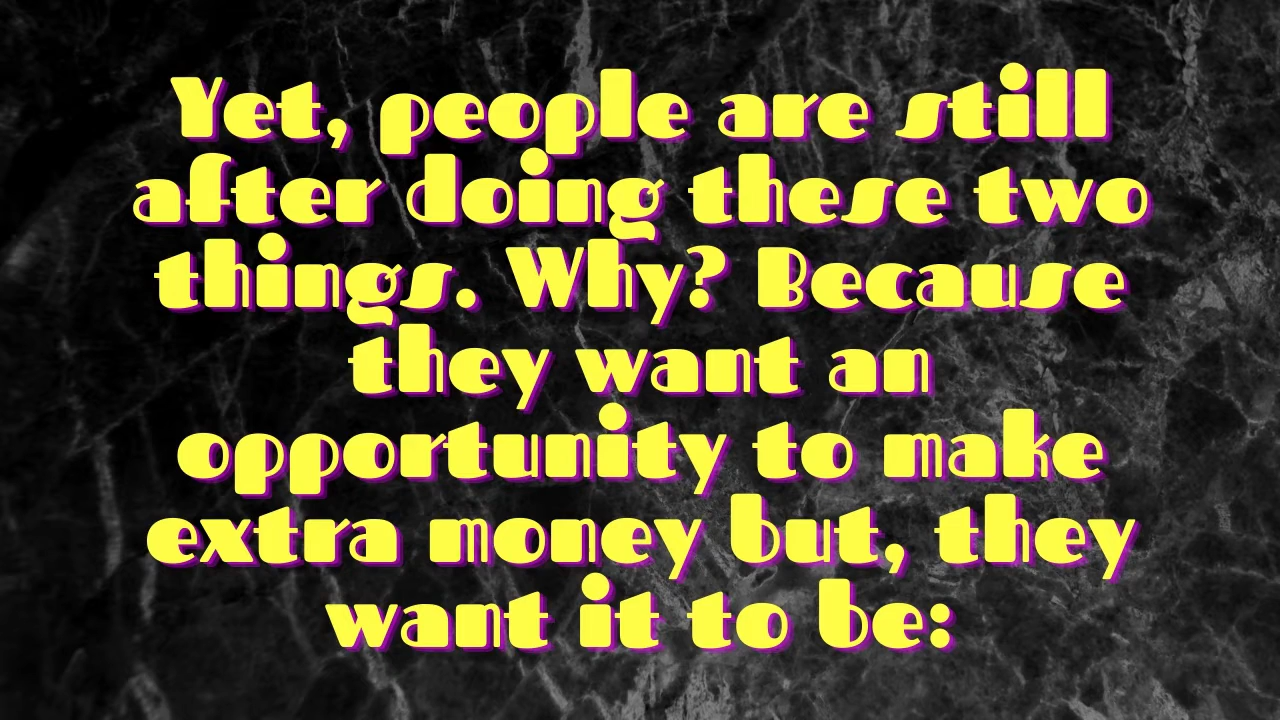 Yet, people are still
after doing these two
things. Why? Because
they want an
opportunity to make
extra money but, they
want it to be: